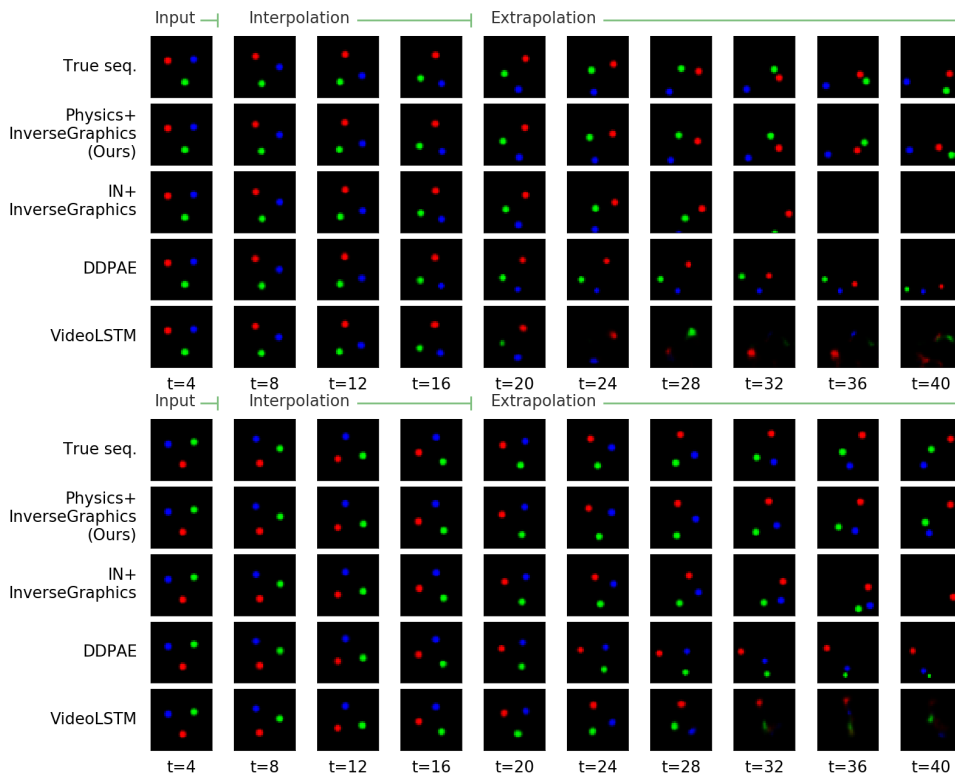 Input Interpolation Extrapolation
True seq.
Physics+
InverseGraphics
(Ours)
IN+
InverseGraphics
DDPAE
VideoLSTM
t=4 t=8 t=12 t=16 t=20 t=24 t=28 t=32 t=36 t=40
Input Interpolation Extrapolation
True seq.
Physics+
InverseGraphics
(Ours)
IN+
InverseGraphics
DDPAE
VideoLSTM
t=4 t=8 t=12 t=16 t=20 t=24 t=28 t=32 t=36 t=40